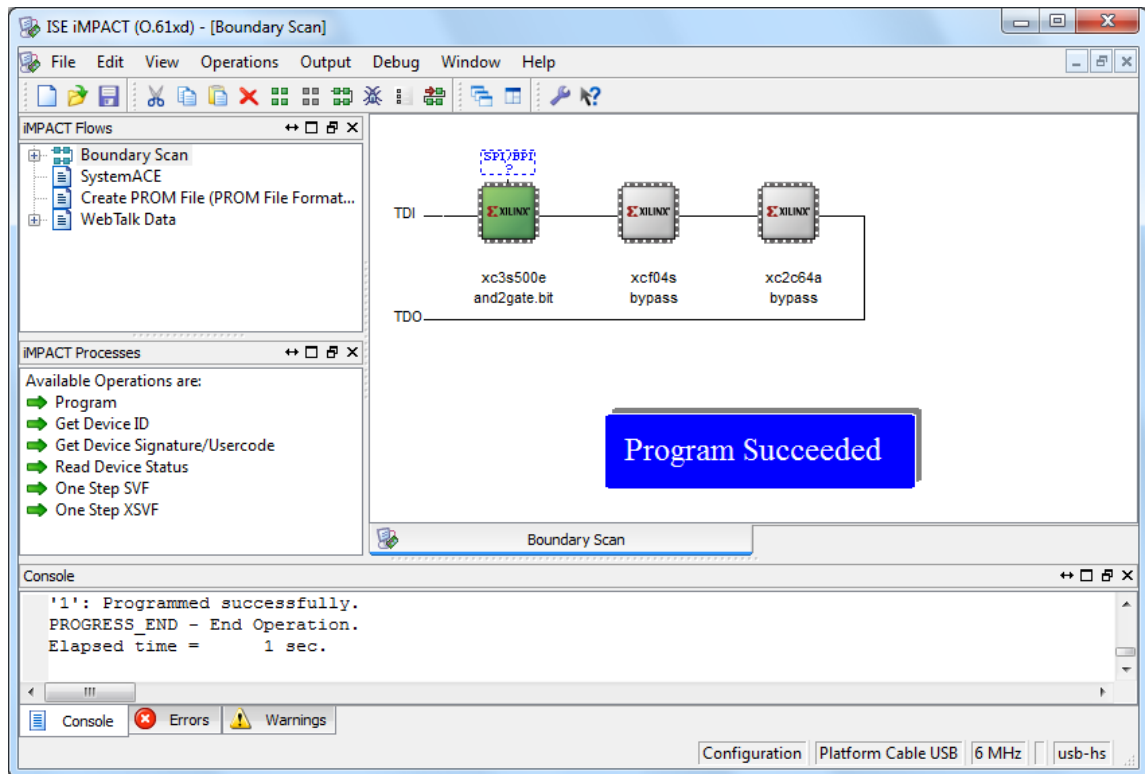 ISE iMPACT (O.61xd) - [Boundary Scan]
File Edit View Operations Output Debug Window Help
iMPACT Flows
Boundary Scan
SystemACE
Create PROM File (PROM File Format...
WebTalk Data
SPI/BPI
?
TDI
XILINX XILINX XILINX
xc3s500e xcf04s xc2c64a
and2gate.bit bypass bypass
TDO
iMPACT Processes
Available Operations are:
Program
Get Device ID
Get Device Signature/Usercode
Read Device Status
One Step SVF
One Step XSVF
Program Succeeded
Boundary Scan
Console
'1': Programmed successfully.
PROGRESS_END - End Operation.
Elapsed time =      1 sec.
Console Errors Warnings
Configuration Platform Cable USB 6 MHz usb-hs